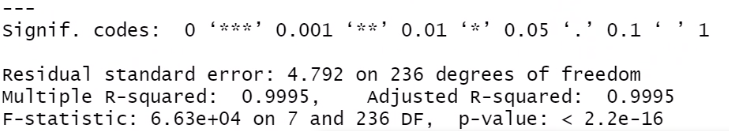 ---
Signif. codes:  0 ‘***’ 0.001 ‘**’ 0.01 ‘*’ 0.05 ‘.’ 0.1 ‘ ’ 1
Residual standard error: 4.792 on 236 degrees of freedom
Multiple R-squared:  0.9995,    Adjusted R-squared:  0.9995
F-statistic: 6.63e+04 on 7 and 236 DF,  p-value: < 2.2e-16